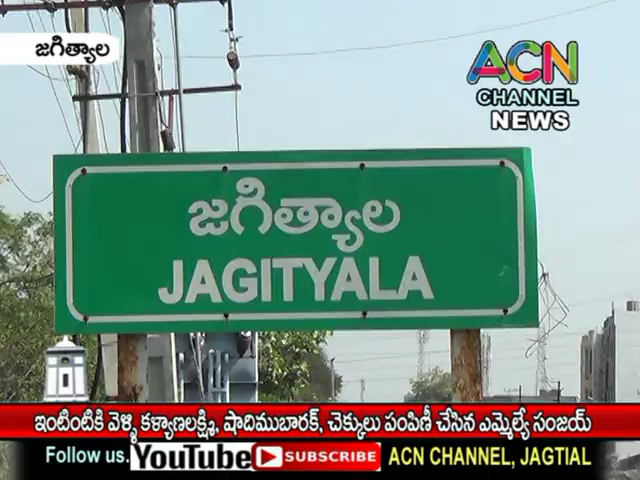 జగిత్యాల
ACN
CHANNEL
NEWS
జగిత్యాల
JAGITYALA
ఇంటింటికి వెళ్ళి కళ్యాణలక్ష్మి, షాదిముబారక్, చెక్కులు పంపిణీ చేసిన ఎమ్మెల్యే సంజయ్
Follow us. YouTube SUBSCRIBE ACN CHANNEL, JAGTIAL